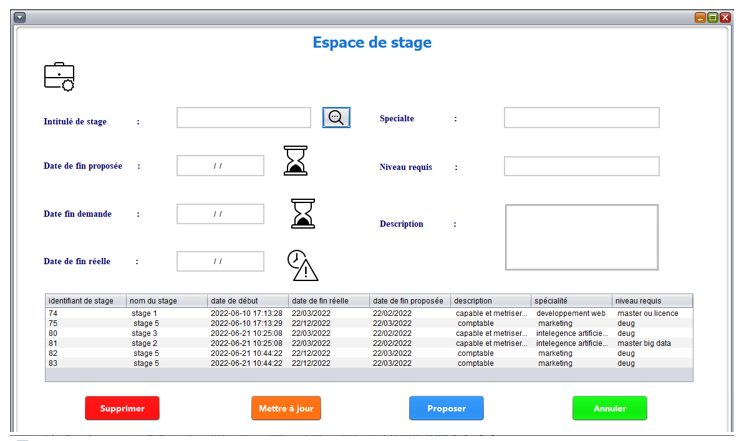 Espace de stage
Intitulé de stage :
Specialte :
Date de fin proposée : / /
Niveau requis :
Date fin demande : / /
Description :
Date de fin réelle : / /
identifiant de stage nom du stage date de début date de fin réelle date de fin proposée description spécialité niveau requis
74 stage 1 2022-06-10 17:13:28 22/03/2022 22/02/2022 capable et metriser... developpement web master ou licence
75 stage 5 2022-06-10 17:13:29 22/12/2022 22/03/2022 comptable marketing deug
80 stage 3 2022-06-21 10:25:08 22/03/2022 22/02/2022 capable et metriser... intelegence artificie... deug
81 stage 2 2022-06-21 10:25:08 22/03/2022 22/02/2022 capable et metriser... intelegence artificie... master big data
82 stage 5 2022-06-21 10:44:22 22/12/2022 22/03/2022 comptable marketing deug
83 stage 5 2022-06-21 10:44:22 22/12/2022 22/03/2022 comptable marketing deug
Supprimer Mettre à jour Proposer Annuler